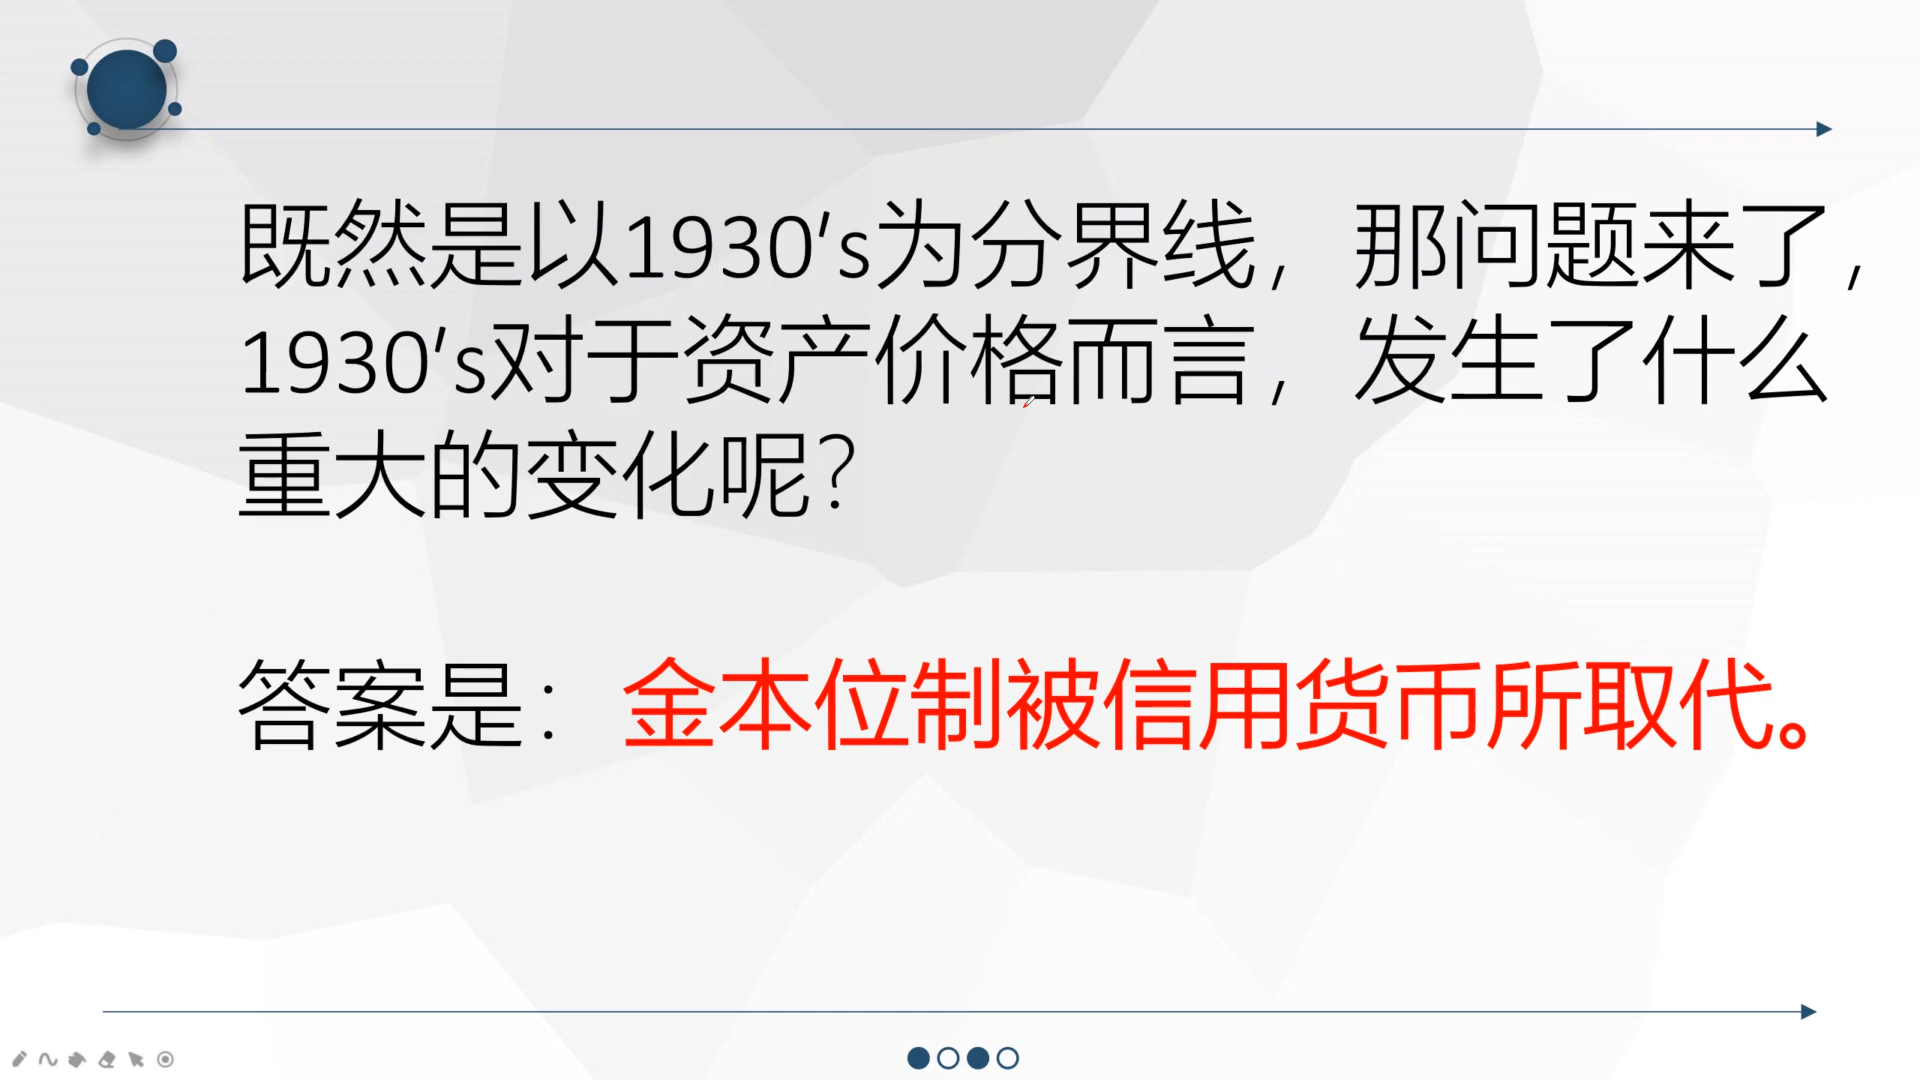 既然是以1930's为分界线，那问题来了，
1930's对于资产价格而言，发生了什么
重大的变化呢？
答案是：金本位制被信用货币所取代。